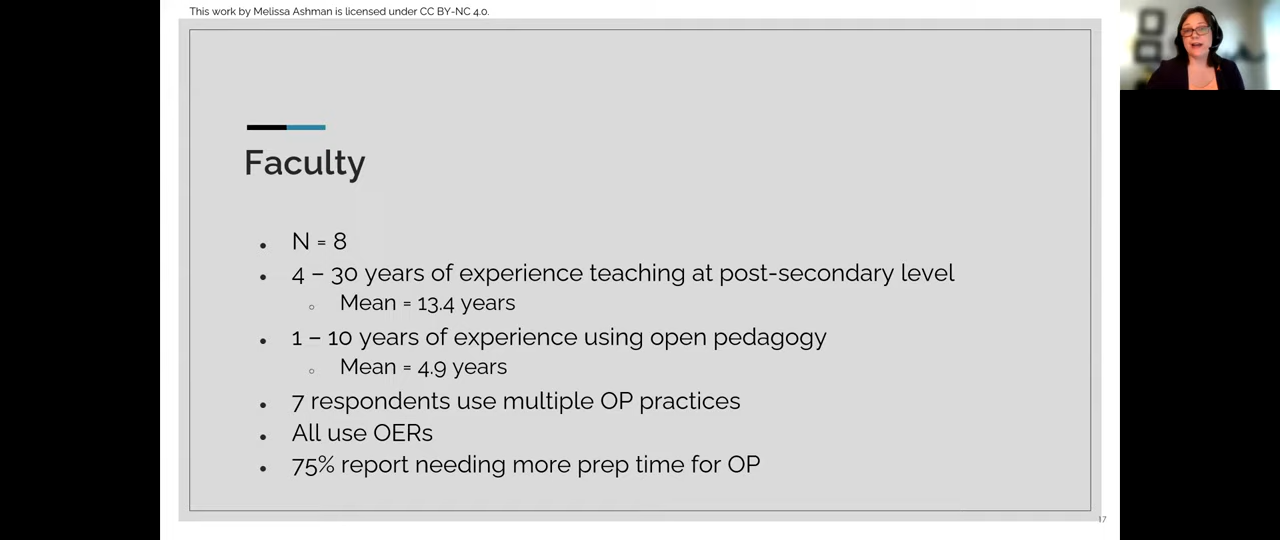 This work by Melissa Ashman is licensed under CC BY-NC 4.0.
Faculty
• N = 8
• 4 – 30 years of experience teaching at post-secondary level
○ Mean = 13.4 years
• 1 – 10 years of experience using open pedagogy
○ Mean = 4.9 years
• 7 respondents use multiple OP practices
• All use OERs
• 75% report needing more prep time for OP
17